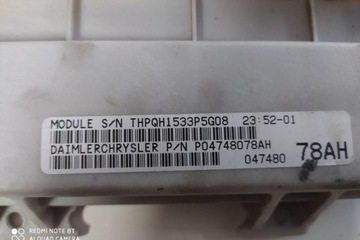 MODULE S/N THPQH1533P5G08 23:52-01
DAIMLERCHRYSLER P/N P04748078AH
047480 78AH
REDMI NOTE 8T
AI QUAD CAMERA